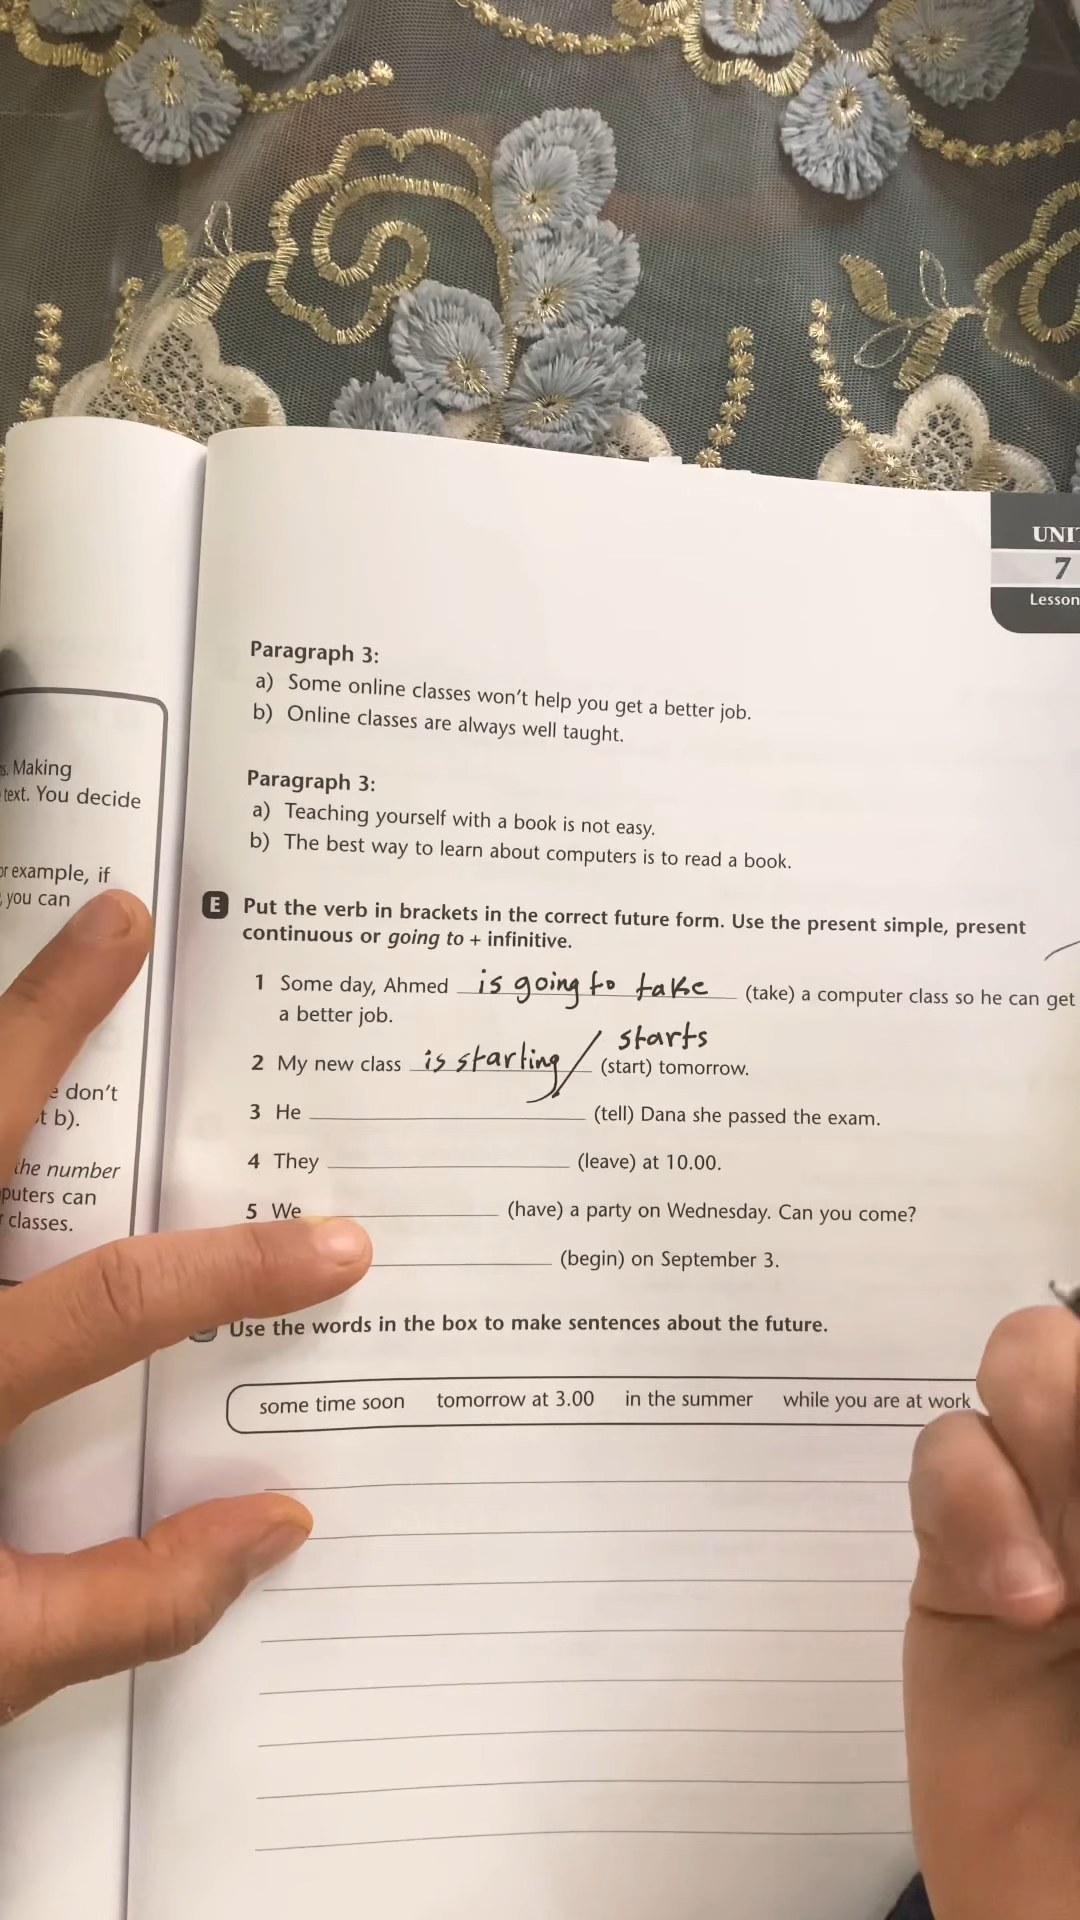 UNIT
7
Lesson
Paragraph 3:
a) Some online classes won't help you get a better job.
b) Online classes are always well taught.
Paragraph 3:
a) Teaching yourself with a book is not easy.
b) The best way to learn about computers is to read a book.
E Put the verb in brackets in the correct future form. Use the present simple, present
continuous or going to + infinitive.
1 Some day, Ahmed is going to take (take) a computer class so he can get
a better job.
2 My new class is starting / starts (start) tomorrow.
3 He (tell) Dana she passed the exam.
4 They (leave) at 10.00.
5 We (have) a party on Wednesday. Can you come?
(begin) on September 3.
Use the words in the box to make sentences about the future.
some time soon tomorrow at 3.00 in the summer while you are at work
Making
text. You decide
example, if
you can
don't
t b).
the number
puters can
classes.